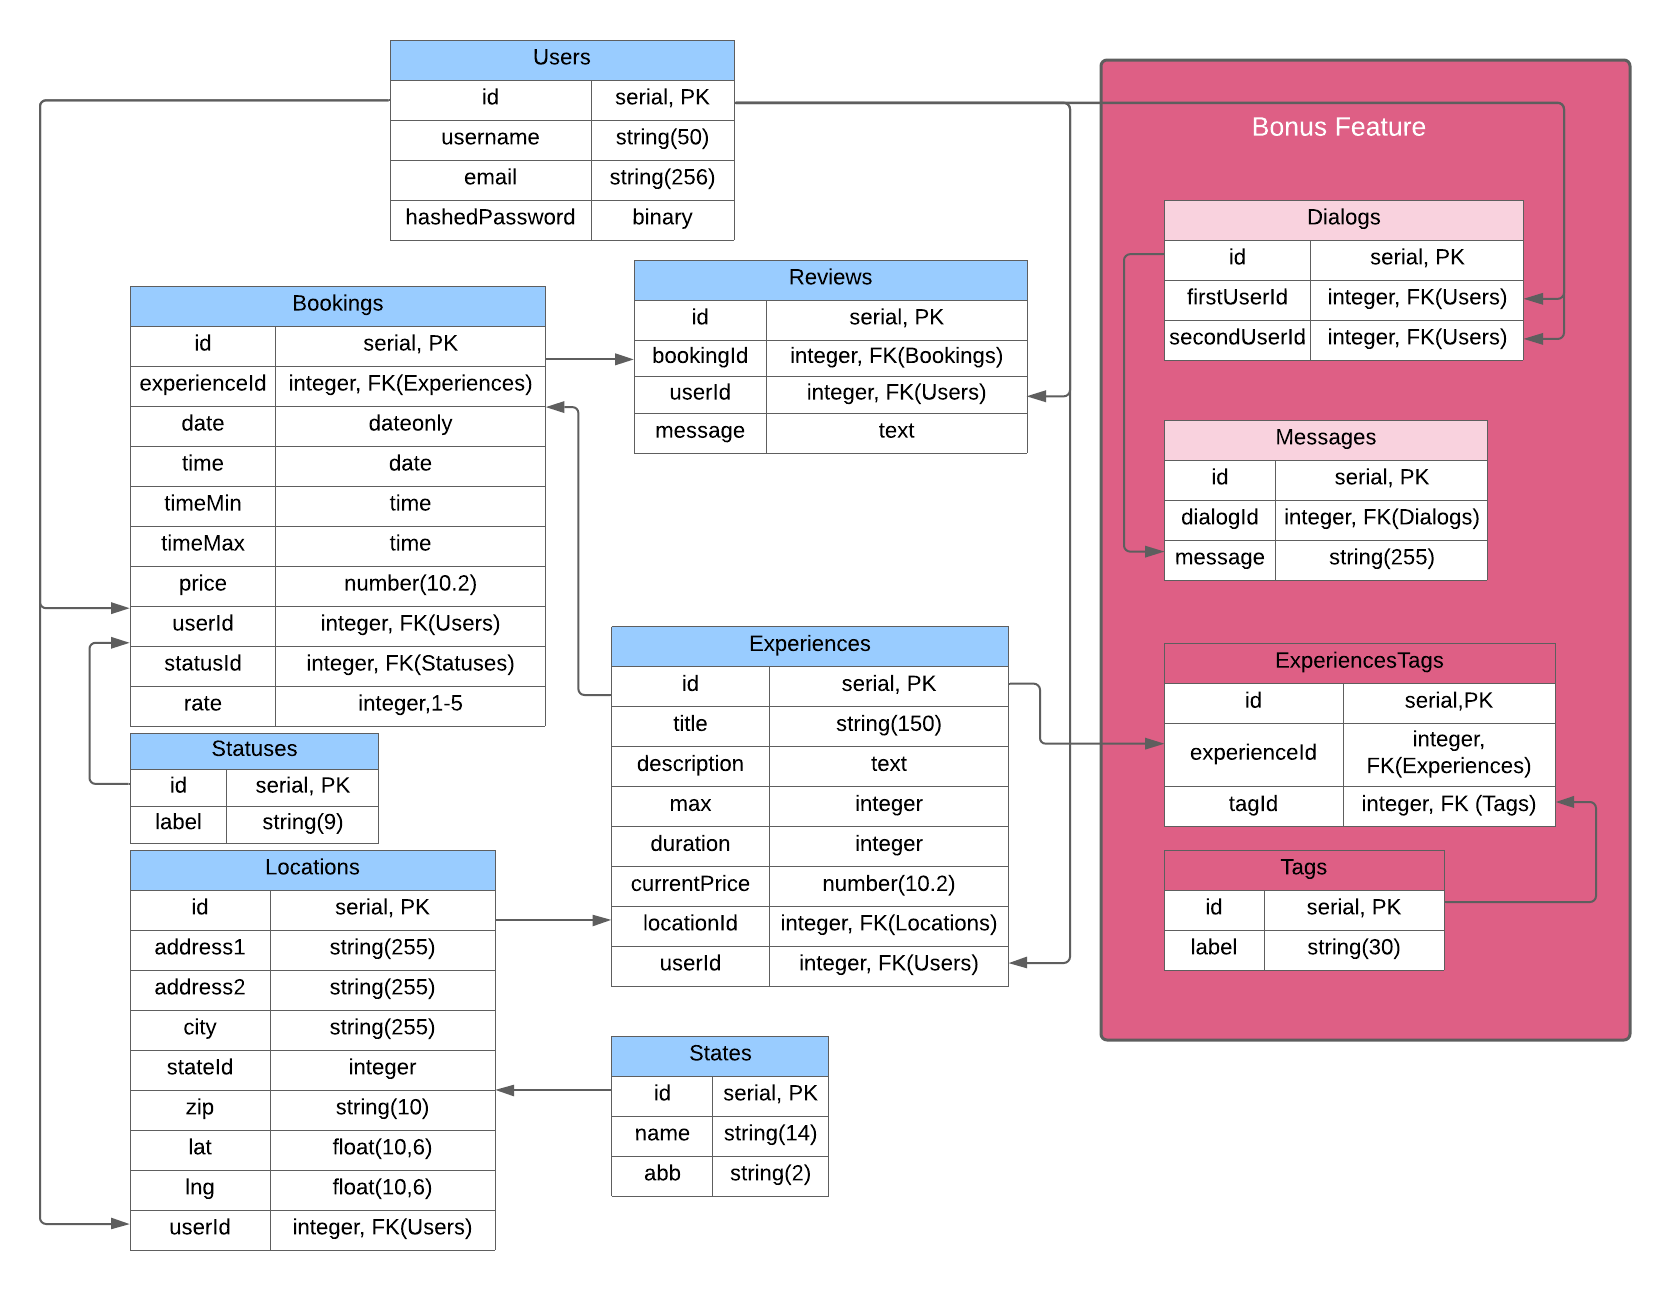 Users
id serial, PK
username string(50)
email string(256)
hashedPassword binary
Bookings
id serial, PK
experienceId integer, FK(Experiences)
date dateonly
time date
timeMin time
timeMax time
price number(10.2)
userId integer, FK(Users)
statusId integer, FK(Statuses)
rate integer,1-5
Statuses
id serial, PK
label string(9)
Locations
id serial, PK
address1 string(255)
address2 string(255)
city string(255)
stateId integer
zip string(10)
lat float(10,6)
lng float(10,6)
userId integer, FK(Users)
Reviews
id serial, PK
bookingId integer, FK(Bookings)
userId integer, FK(Users)
message text
Experiences
id serial, PK
title string(150)
description text
max integer
duration integer
currentPrice number(10.2)
locationId integer, FK(Locations)
userId integer, FK(Users)
States
id serial, PK
name string(14)
abb string(2)
Bonus Feature
Dialogs
id serial, PK
firstUserId integer, FK(Users)
secondUserId integer, FK(Users)
Messages
id serial, PK
dialogId integer, FK(Dialogs)
message string(255)
ExperiencesTags
id serial,PK
experienceId integer,
FK(Experiences)
tagId integer, FK (Tags)
Tags
id serial, PK
label string(30)